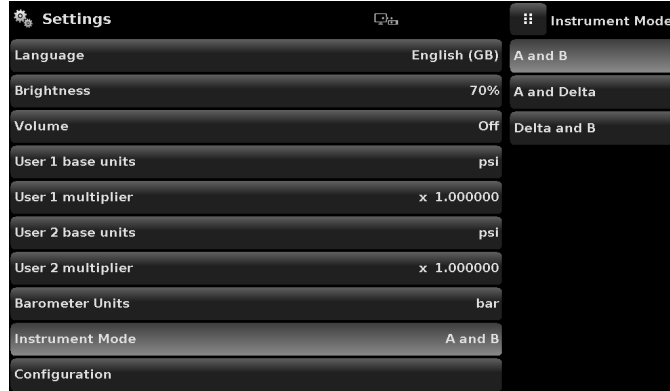 Settings
Language English (GB)
Brightness 70%
Volume Off
User 1 base units psi
User 1 multiplier x 1.000000
User 2 base units psi
User 2 multiplier x 1.000000
Barometer Units bar
Instrument Mode A and B
Configuration
Instrument Mode
A and B
A and Delta
Delta and B